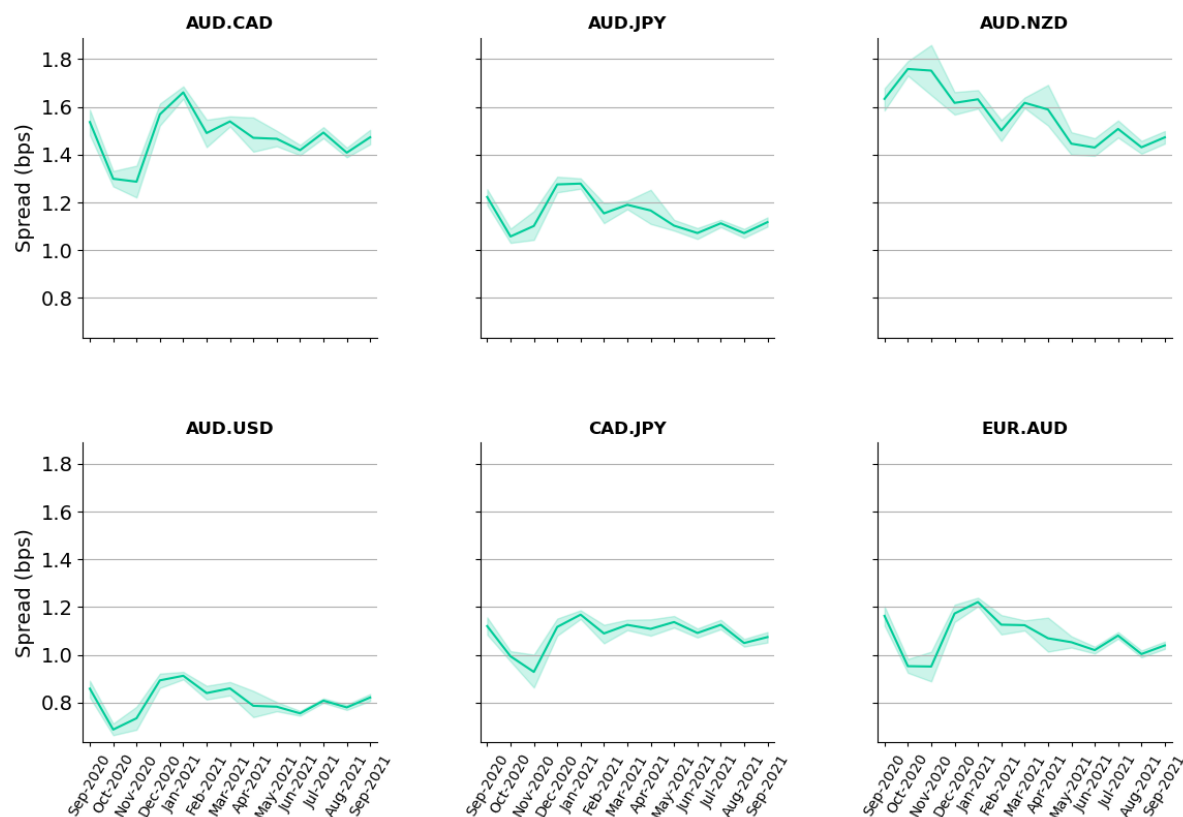 AUD.CAD
AUD.JPY
AUD.NZD
Spread (bps)
1.8
1.6
1.4
1.2
1.0
0.8
AUD.USD
CAD.JPY
EUR.AUD
Spread (bps)
1.8
1.6
1.4
1.2
1.0
0.8
Sep-2020
Oct-2020
Nov-2020
Dec-2020
Jan-2021
Feb-2021
Mar-2021
Apr-2021
May-2021
Jun-2021
Jul-2021
Aug-2021
Sep-2021
Sep-2020
Oct-2020
Nov-2020
Dec-2020
Jan-2021
Feb-2021
Mar-2021
Apr-2021
May-2021
Jun-2021
Jul-2021
Aug-2021
Sep-2021
Sep-2020
Oct-2020
Nov-2020
Dec-2020
Jan-2021
Feb-2021
Mar-2021
Apr-2021
May-2021
Jun-2021
Jul-2021
Aug-2021
Sep-2021